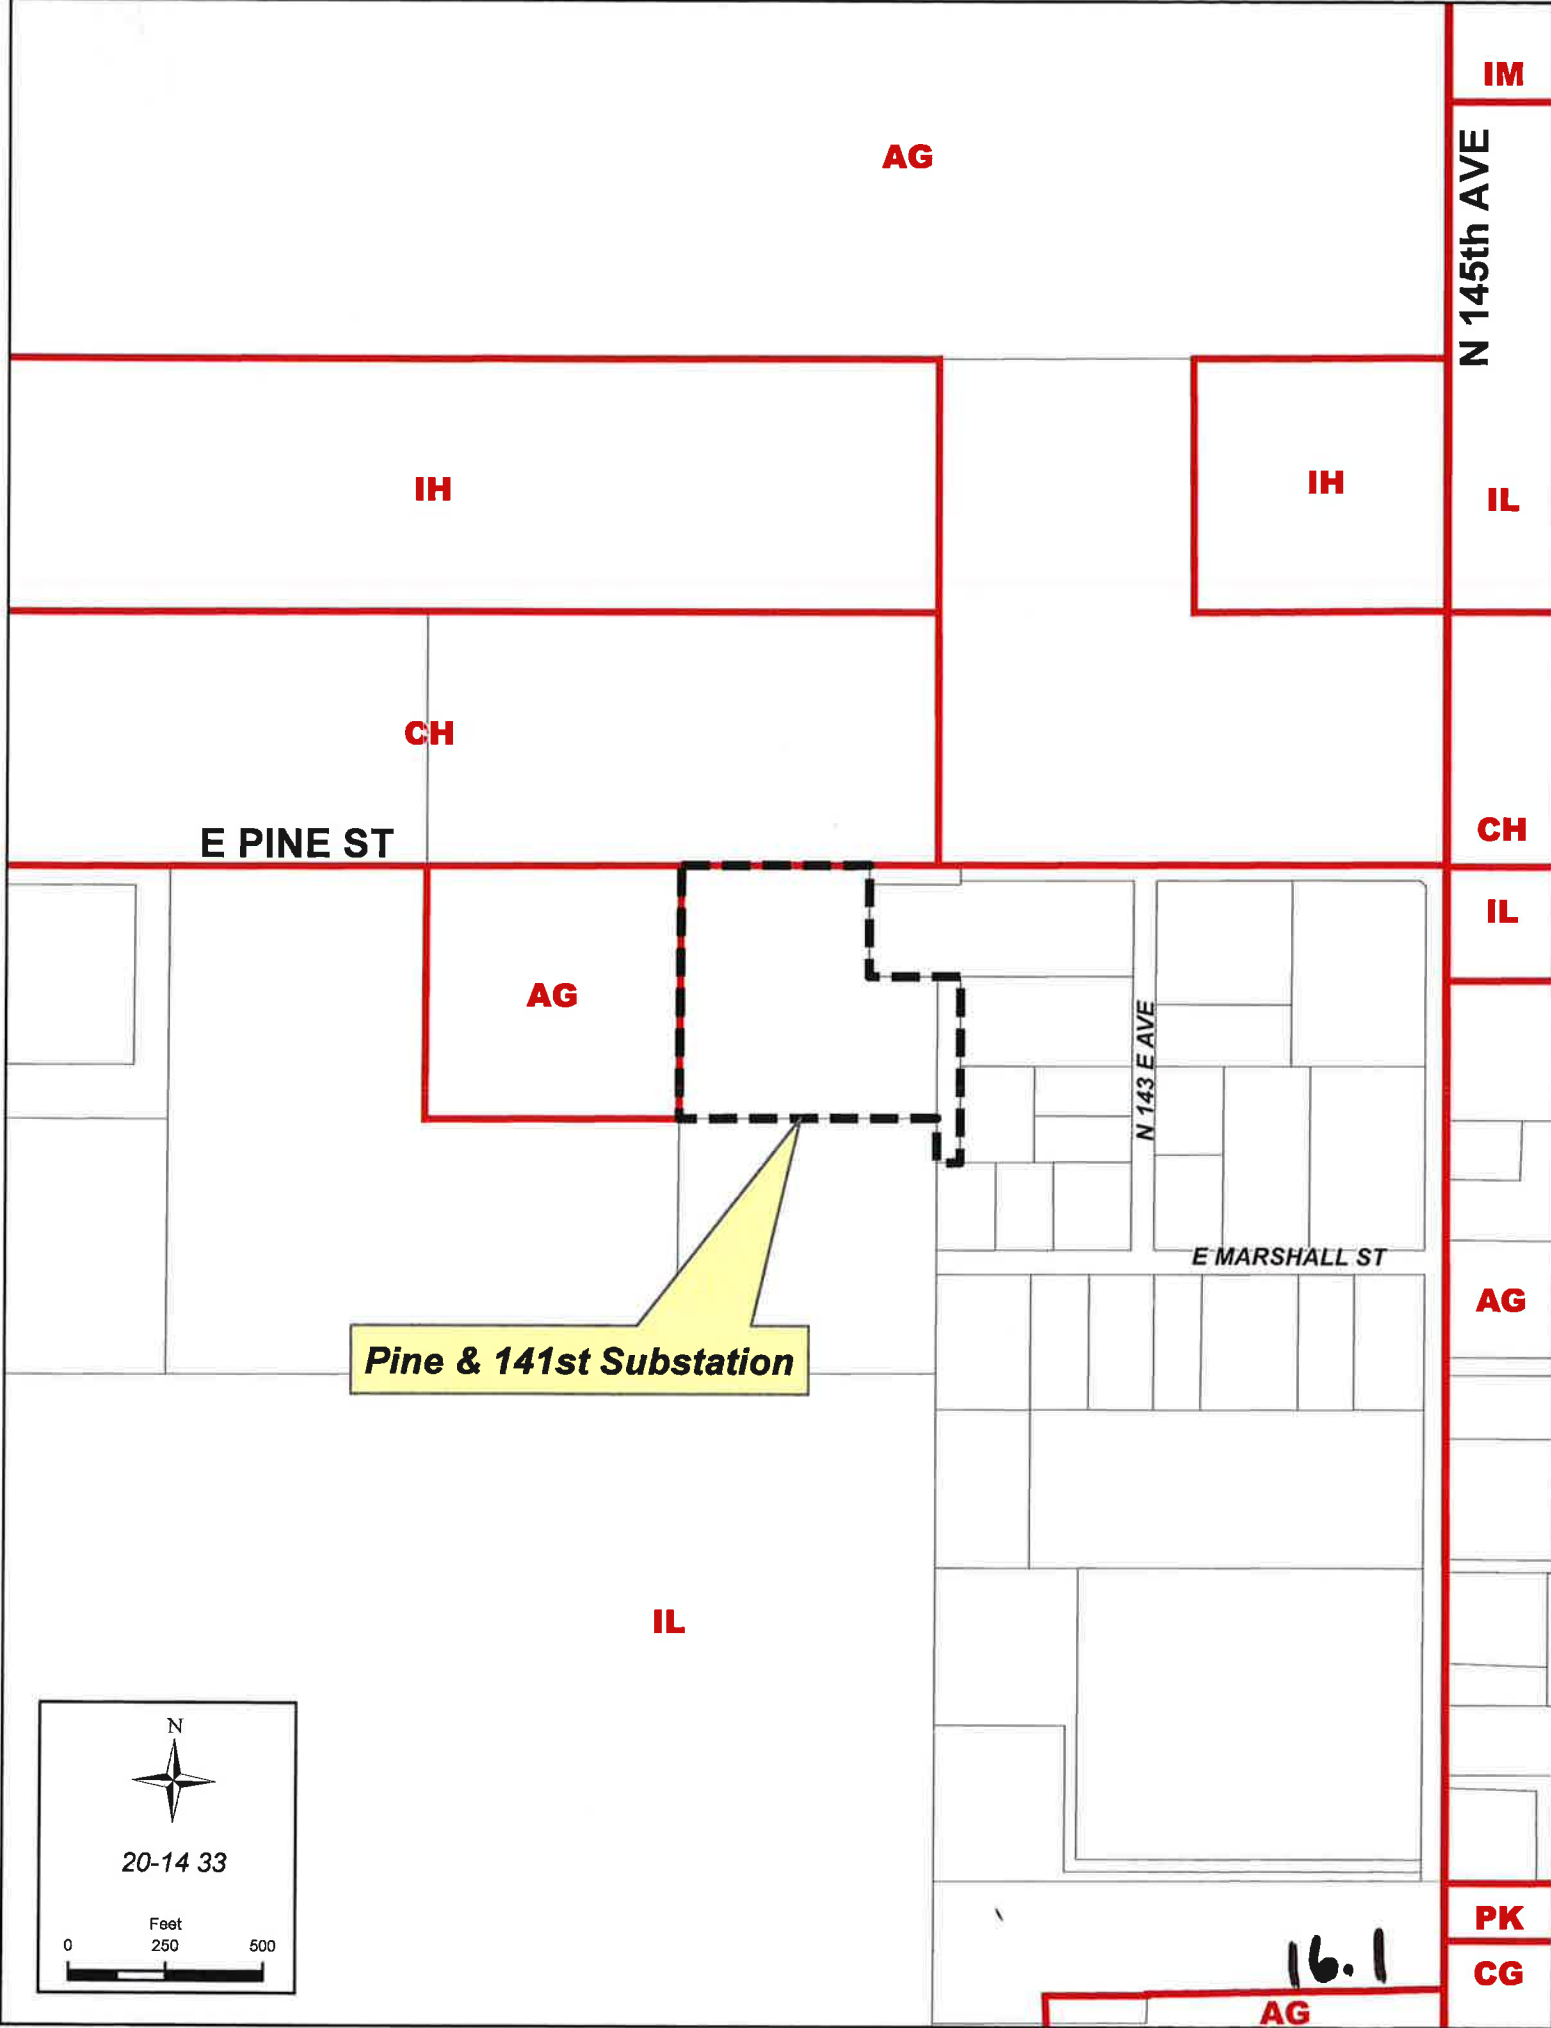 IM
AG
N 145th AVE
IH
IH
IL
CH
E PINE ST
CH
IL
AG
N 143 E AVE
E MARSHALL ST
AG
Pine & 141st Substation
IL
N
20-14 33
Feet
0 250 500
PK
16.1
CG
AG